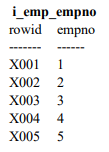 i_emp_empno
rowid empno
------- ------
X001 1
X002 2
X003 3
X004 4
X005 5